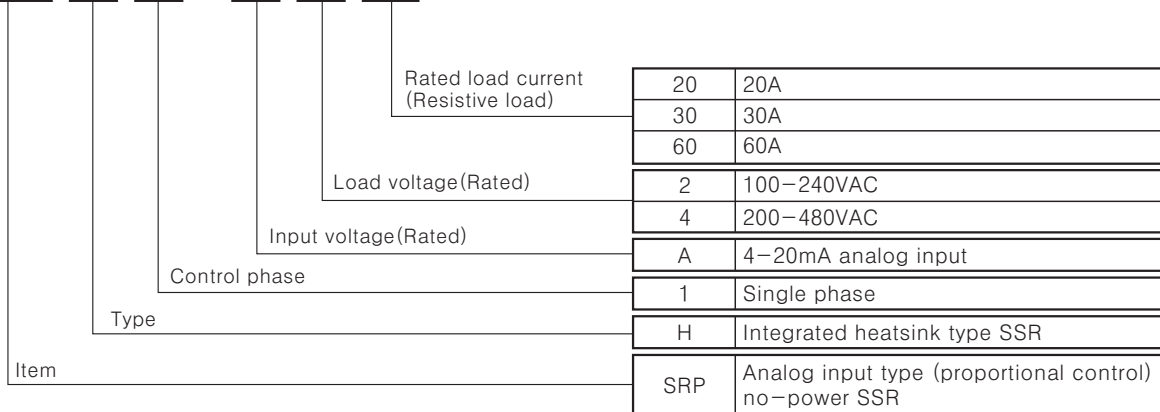 Rated load current
(Resistive load)
20 20A
30 30A
60 60A
Load voltage(Rated)
2 100-240VAC
4 200-480VAC
Input voltage(Rated)
A 4-20mA analog input
Control phase
1 Single phase
Type
H Integrated heatsink type SSR
Item
SRP Analog input type (proportional control)
no-power SSR